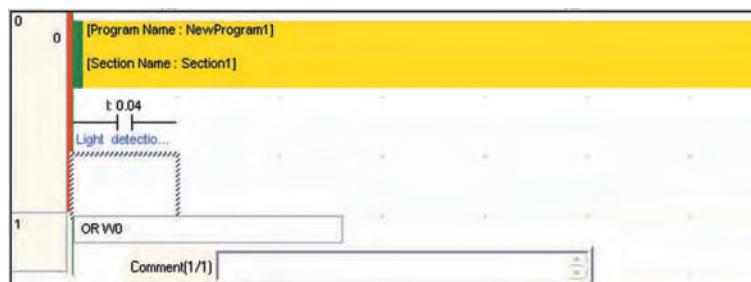 0
0
[Program Name : NewProgram1]
[Section Name : Section1]
I: 0.04
Light detectio...
1
OR W0
Comment(1/1)